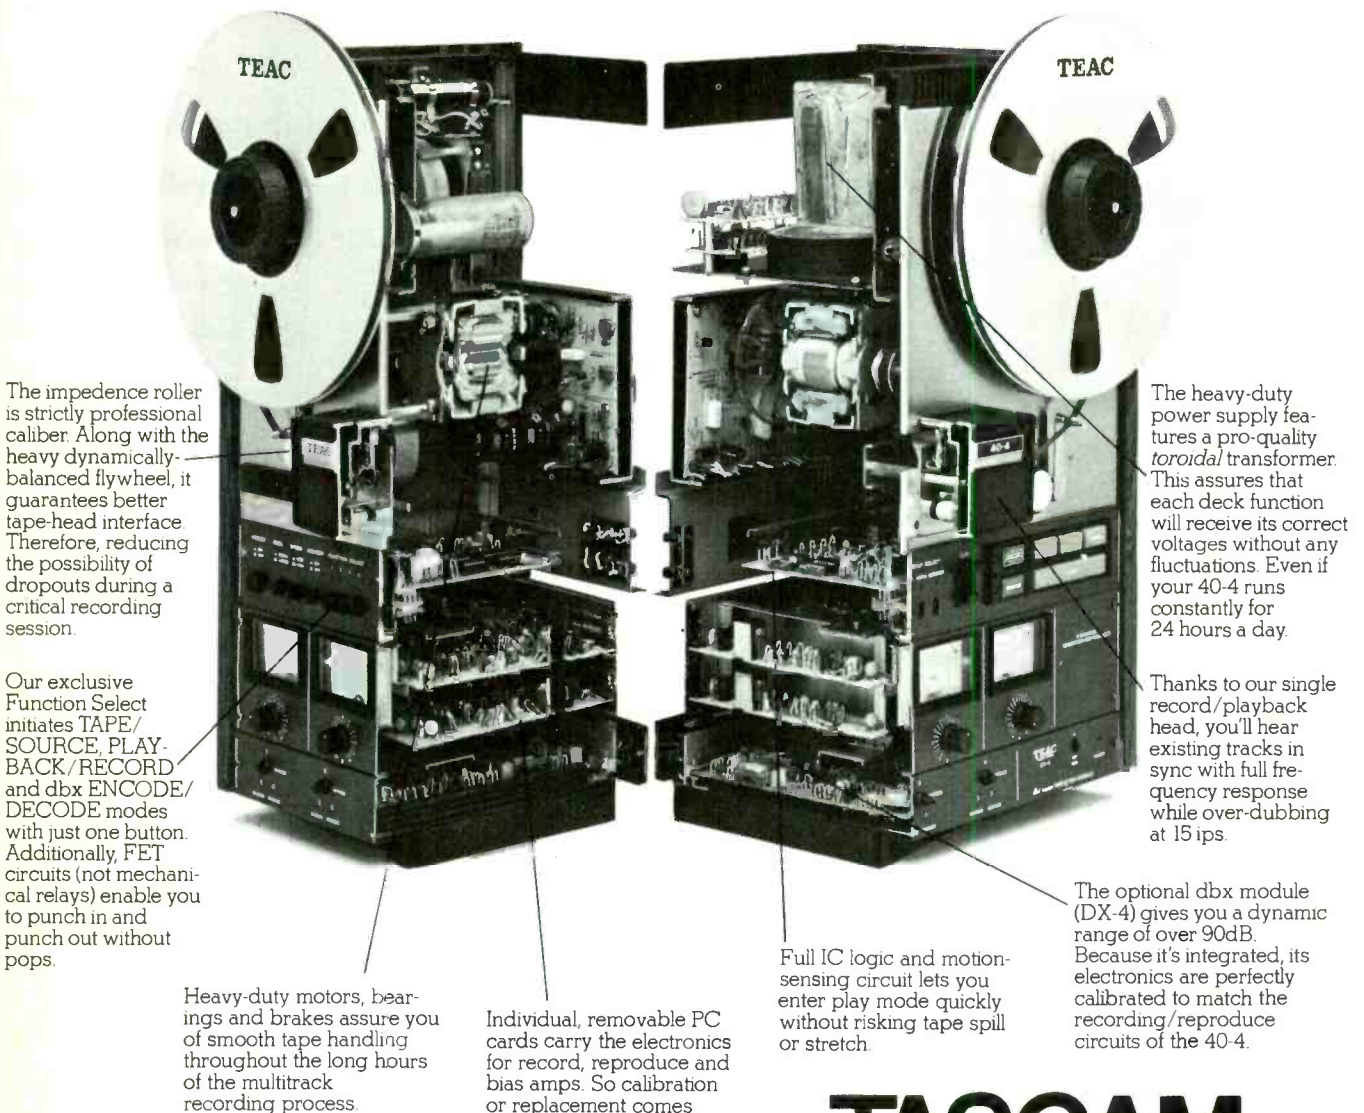 TEAC
TEAC
The impedence roller
is strictly professional
caliber. Along with the
heavy dynamically-
balanced flywheel, it
guarantees better
tape-head interface.
Therefore, reducing
the possibility of
dropouts during a
critical recording
session.
Our exclusive
Function Select
initiates TAPE/
SOURCE, PLAY-
BACK/RECORD
and dbx ENCODE/
DECODE modes
with just one button.
Additionally, FET
circuits (not mechani-
cal relays) enable you
to punch in and
punch out without
pops.
TEAC
40-4
TEAC
The heavy-duty
power supply fea-
tures a pro-quality
toroidal transformer.
This assures that
each deck function
will receive its correct
voltages without any
fluctuations. Even if
your 40-4 runs
constantly for
24 hours a day.
Thanks to our single
record/playback
head, you'll hear
existing tracks in
sync with full fre-
quency response
while over-dubbing
at 15 ips.
Heavy-duty motors, bear-
ings and brakes assure you
of smooth tape handling
throughout the long hours
of the multitrack
recording process.
Individual, removable PC
cards carry the electronics
for record, reproduce and
bias amps. So calibration
or replacement comes
Full IC logic and motion-
sensing circuit lets you
enter play mode quickly
without risking tape spill
or stretch.
The optional dbx module
(DX-4) gives you a dynamic
range of over 90dB.
Because it's integrated, its
electronics are perfectly
calibrated to match the
recording/reproduce
circuits of the 40-4.
TASCAM